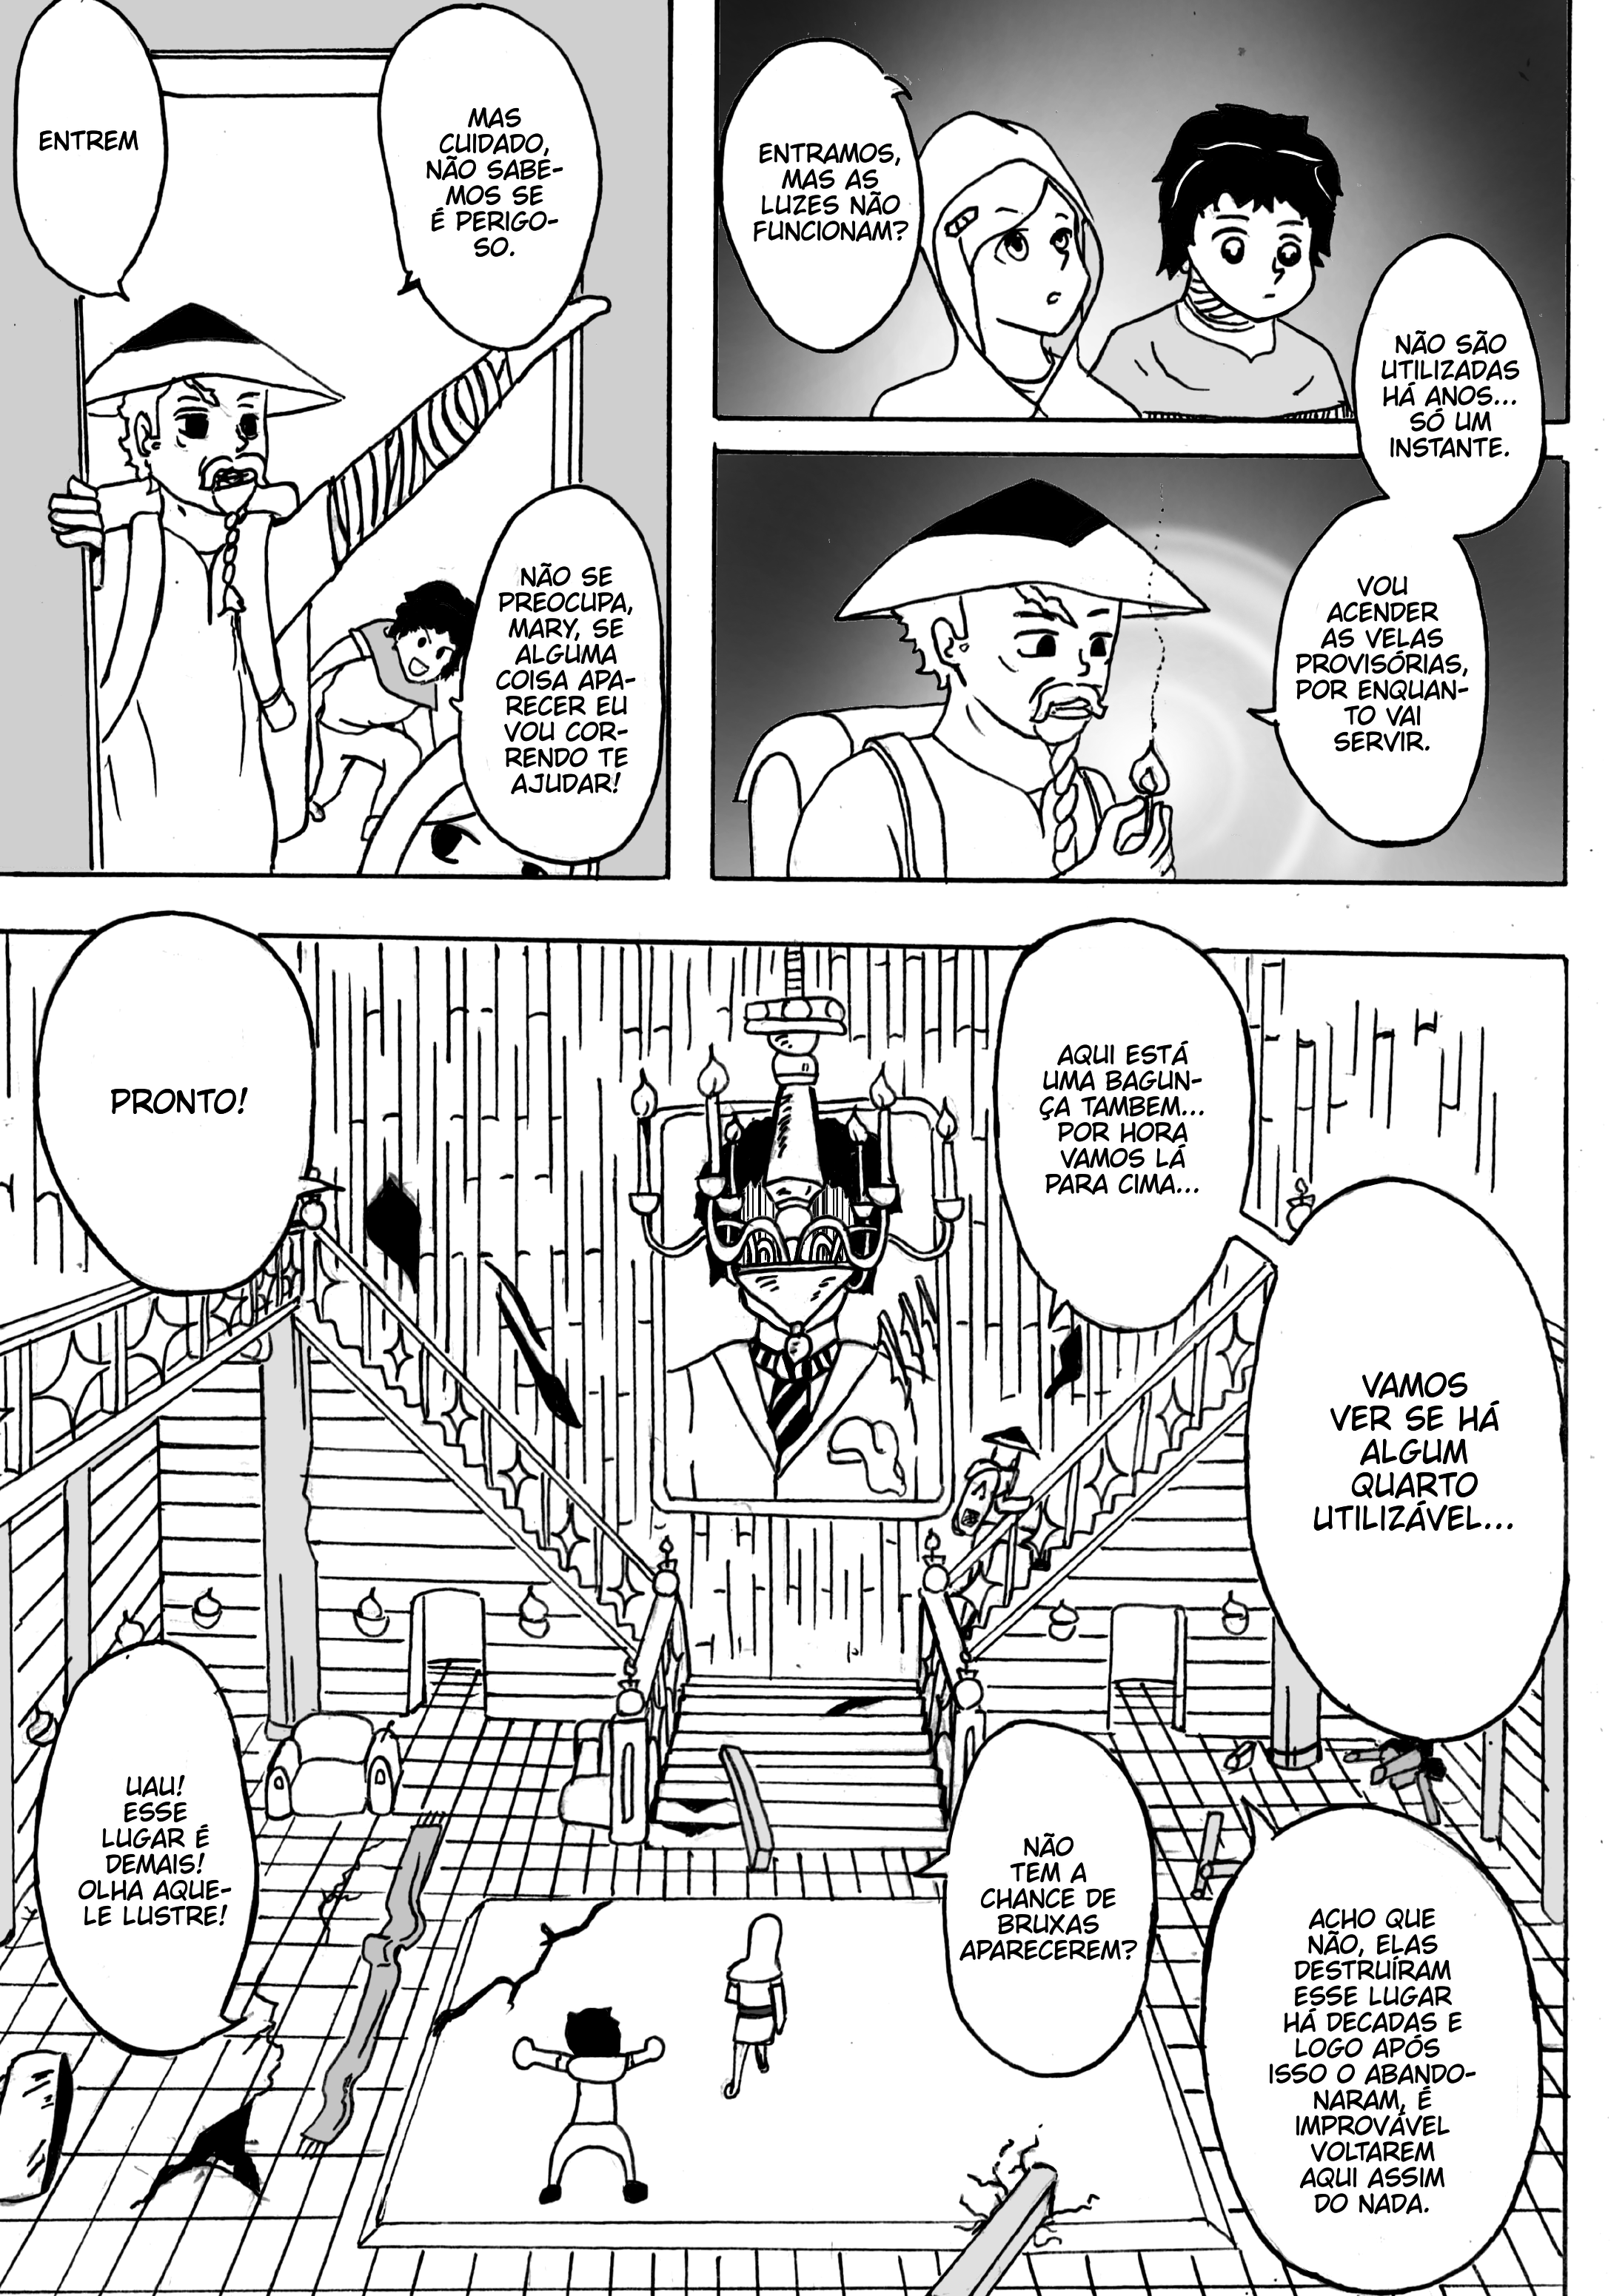 ENTREM
MAS
CUIDADO,
NÃO SABE-
MOS SE
É PERIGO-
SO.
NÃO SE
PREOCUPA,
MARY, SE
ALGUMA
COISA APA-
RECER EU
VOU COR-
RENDO TE
AJUDAR!
ENTRAMOS,
MAS AS
LUZES NÃO
FUNCIONAM?
NÃO SÃO
UTILIZADAS
HÁ ANOS...
SÓ UM
INSTANTE.
VOU
ACENDER
AS VELAS
PROVISÓRIAS,
POR ENQUAN-
TO VAI
SERVIR.
PRONTO!
AQUI ESTÁ
UMA BAGUN-
ÇA TAMBEM...
POR HORA
VAMOS LÁ
PARA CIMA...
VAMOS
VER SE HÁ
ALGUM
QUARTO
UTILIZÁVEL...
UAU!
ESSE
LUGAR É
DEMAIS!
OLHA AQUE-
LE LUSTRE!
NÃO
TEM A
CHANCE DE
BRUXAS
APARECEREM?
ACHO QUE
NÃO, ELAS
DESTRUÍRAM
ESSE LUGAR
HÁ DECADAS E
LOGO APÓS
ISSO O ABANDO-
NARAM, É
IMPROVÁVEL
VOLTAREM
AQUI ASSIM
DO NADA.